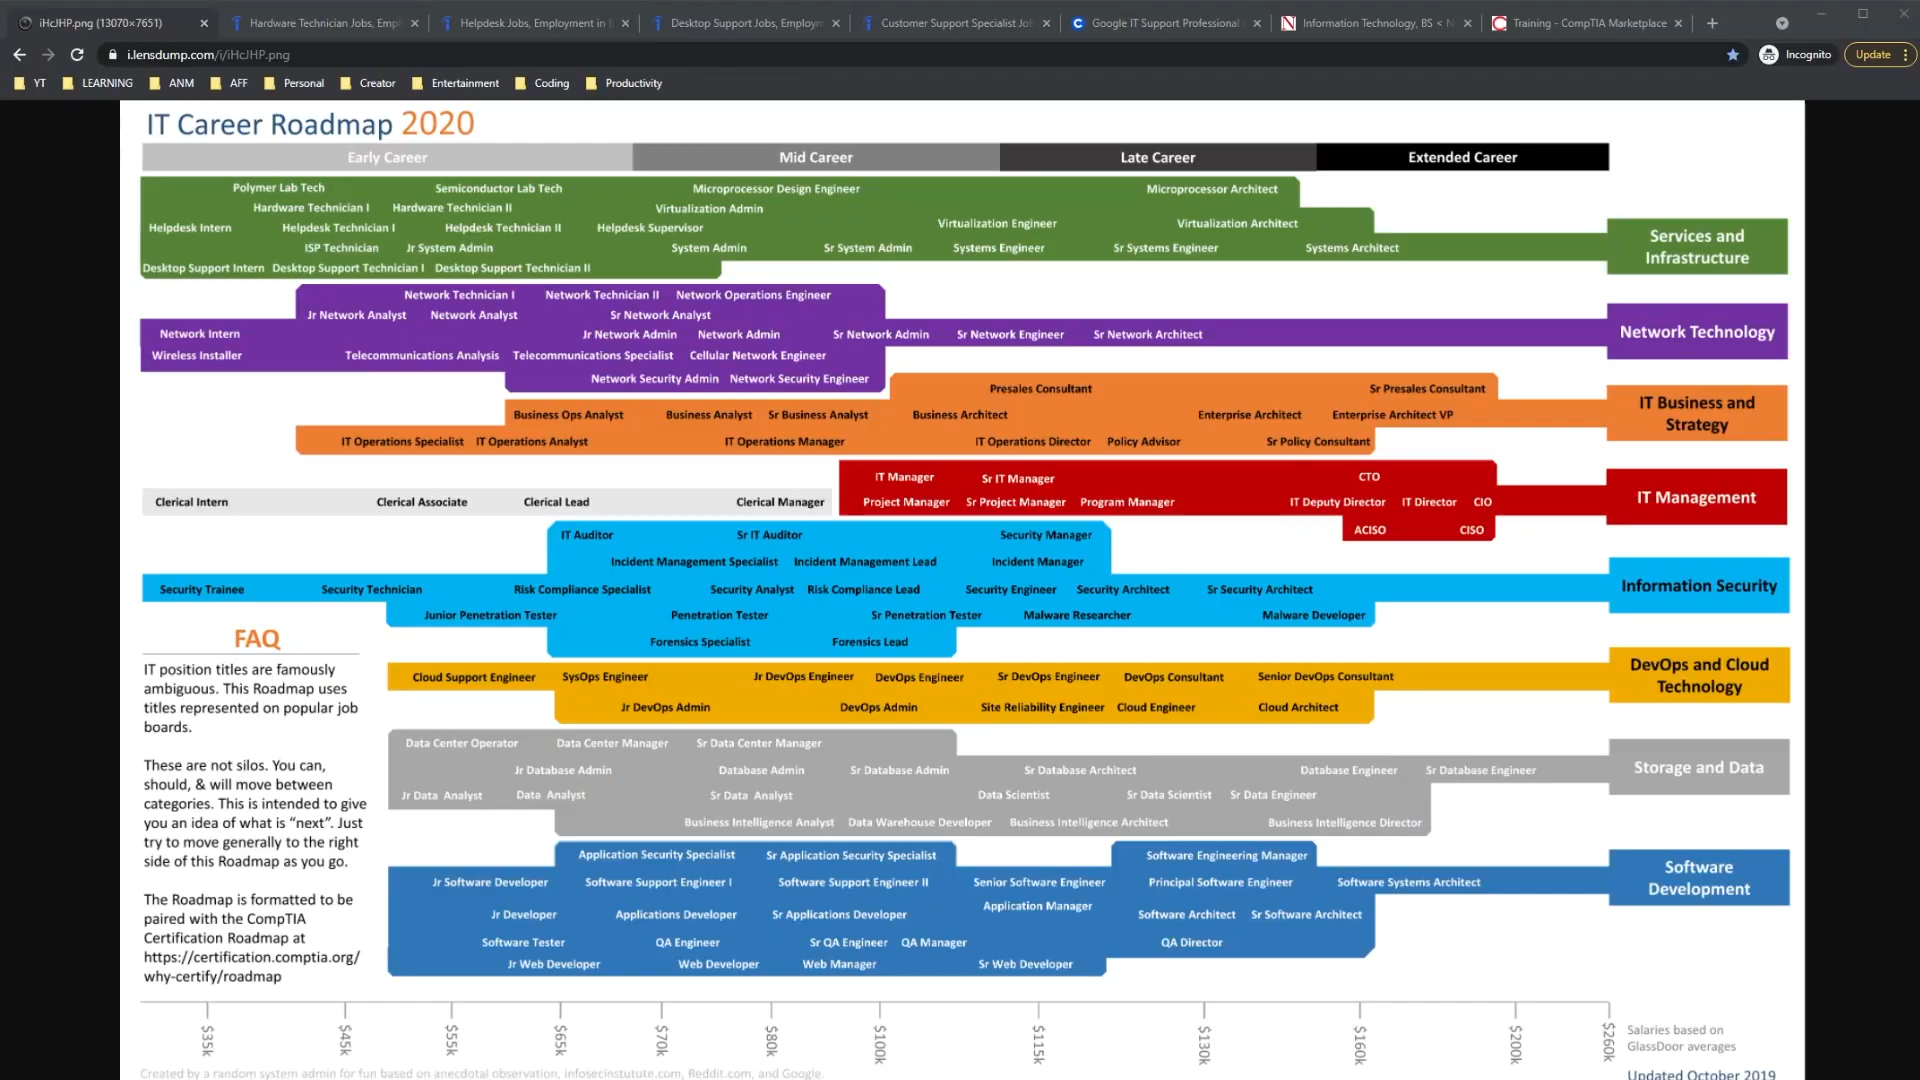 iHcJHP.png (13070×7651)
Hardware Technician Jobs, Emp
Helpdesk Jobs, Employment in
Desktop Support Jobs, Employm
Customer Support Specialist Jo
Google IT Support Professional
Information Technology, BS < N
Training - CompTIA Marketplace
i.lensdump.com/i/iHcJHP.png
Incognito
Update
YT LEARNING ANM AFF Personal Creator Entertainment Coding Productivity
IT Career Roadmap 2020
Early Career Mid Career Late Career Extended Career
Polymer Lab Tech Semiconductor Lab Tech Microprocessor Design Engineer Microprocessor Architect
Hardware Technician I Hardware Technician II Virtualization Admin
Virtualization Engineer Virtualization Architect
Helpdesk Intern Helpdesk Technician I Helpdesk Technician II Helpdesk Supervisor
ISP Technician Jr System Admin System Admin Sr System Admin Systems Engineer Sr Systems Engineer Systems Architect
Desktop Support Intern Desktop Support Technician I Desktop Support Technician II
Services and
Infrastructure
Network Technician I Network Technician II Network Operations Engineer
Jr Network Analyst Network Analyst Sr Network Analyst
Network Intern Jr Network Admin Network Admin Sr Network Admin Sr Network Engineer Sr Network Architect
Wireless Installer Telecommunications Analysis Telecommunications Specialist Cellular Network Engineer
Network Security Admin Network Security Engineer
Network Technology
Presales Consultant Sr Presales Consultant
Business Ops Analyst Business Analyst Sr Business Analyst Business Architect Enterprise Architect Enterprise Architect VP
IT Operations Specialist IT Operations Analyst IT Operations Manager IT Operations Director Policy Advisor Sr Policy Consultant
IT Business and
Strategy
IT Manager Sr IT Manager CTO
Clerical Intern Clerical Associate Clerical Lead Clerical Manager Project Manager Sr Project Manager Program Manager IT Deputy Director IT Director CIO
ACISO CISO
IT Management
IT Auditor Sr IT Auditor Security Manager
Incident Management Specialist Incident Management Lead Incident Manager
Security Trainee Security Technician Risk Compliance Specialist Security Analyst Risk Compliance Lead Security Engineer Security Architect Sr Security Architect
Junior Penetration Tester Penetration Tester Sr Penetration Tester Malware Researcher Malware Developer
Forensics Specialist Forensics Lead
Information Security
Cloud Support Engineer SysOps Engineer Jr DevOps Engineer DevOps Engineer Sr DevOps Engineer DevOps Consultant Senior DevOps Consultant
Jr DevOps Admin DevOps Admin Site Reliability Engineer Cloud Engineer Cloud Architect
DevOps and Cloud
Technology
Data Center Operator Data Center Manager Sr Data Center Manager
Jr Database Admin Database Admin Sr Database Admin Sr Database Architect Database Engineer Sr Database Engineer
Jr Data Analyst Data Analyst Sr Data Analyst Data Scientist Sr Data Scientist Sr Data Engineer
Business Intelligence Analyst Data Warehouse Developer Business Intelligence Architect Business Intelligence Director
Storage and Data
Application Security Specialist Sr Application Security Specialist Software Engineering Manager
Jr Software Developer Software Support Engineer I Software Support Engineer II Senior Software Engineer Principal Software Engineer Software Systems Architect
Application Manager
Jr Developer Applications Developer Sr Applications Developer Software Architect Sr Software Architect
Software Tester QA Engineer Sr QA Engineer QA Manager QA Director
Jr Web Developer Web Developer Web Manager Sr Web Developer
Software
Development
FAQ
IT position titles are famously
ambiguous. This Roadmap uses
titles represented on popular job
boards.
These are not silos. You can,
should, & will move between
categories. This is intended to give
you an idea of what is “next”. Just
try to move generally to the right
side of this Roadmap as you go.
The Roadmap is formatted to be
paired with the CompTIA
Certification Roadmap at
https://certification.comptia.org/
why-certify/roadmap
$35k $45k $55k $65k $70k $80k $100k $115k $130k $160k $200k $260k
Salaries based on
GlassDoor averages
Created by a random system admin for fun based on anecdotal observation, infosecinstutute.com, Reddit.com, and Google.
Updated October 2019